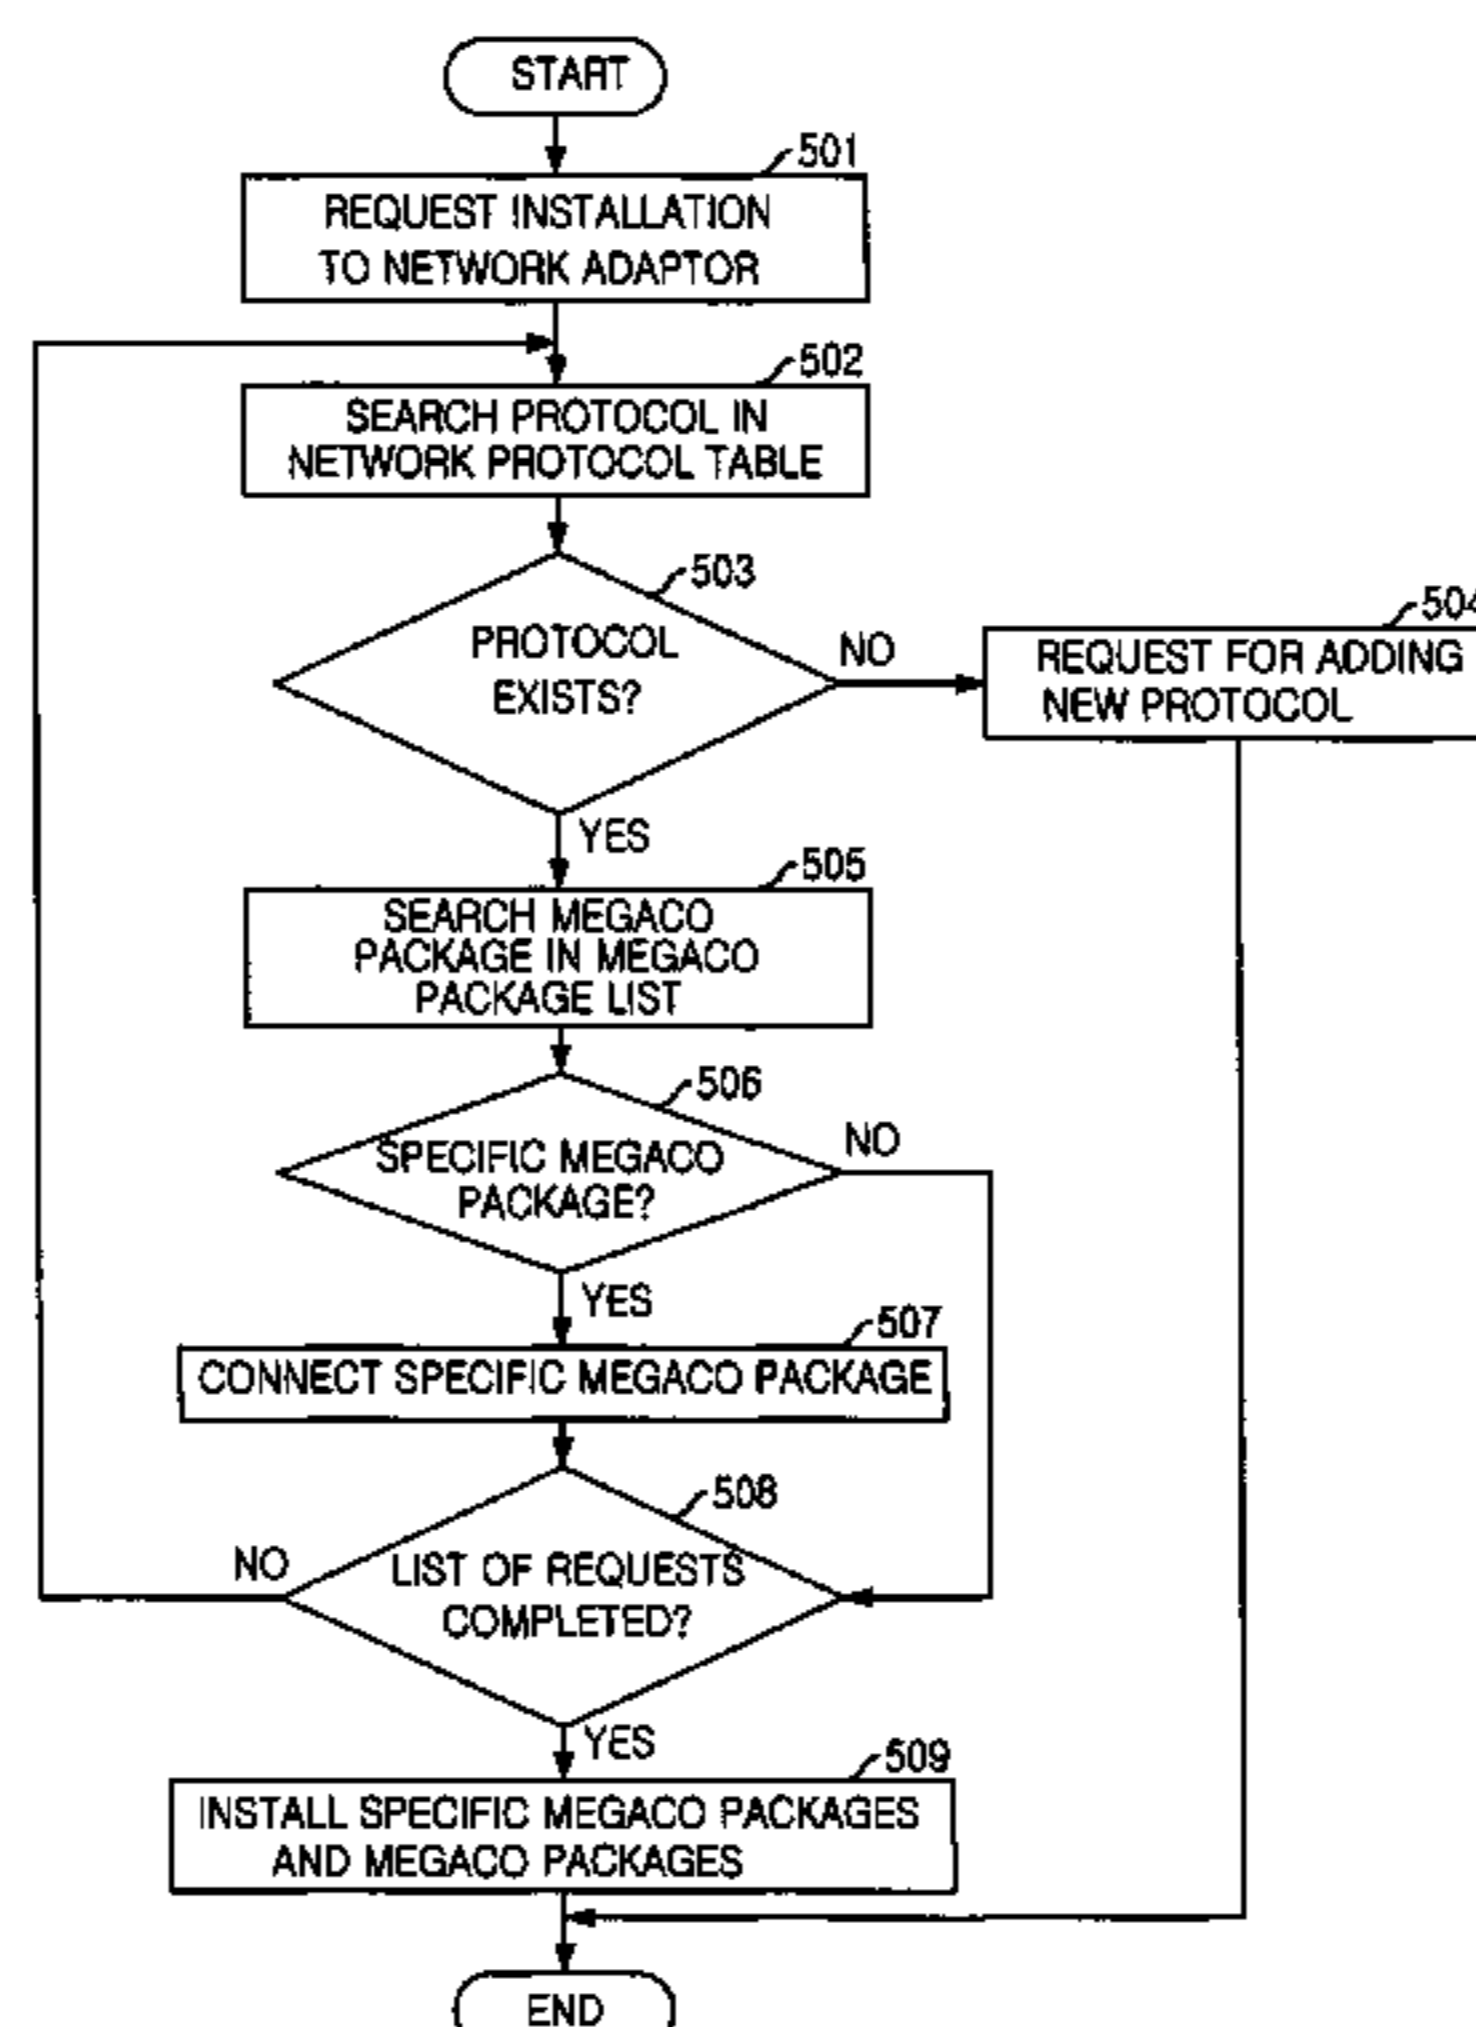 START
501
REQUEST INSTALLATION
TO NETWORK ADAPTOR
502
SEARCH PROTOCOL IN
NETWORK PROTOCOL TABLE
503
PROTOCOL
EXISTS?
NO
504
REQUEST FOR ADDING
NEW PROTOCOL
YES
505
SEARCH MEGACO
PACKAGE IN MEGACO
PACKAGE LIST
506
SPECIFIC MEGACO
PACKAGE?
NO
YES
507
CONNECT SPECIFIC MEGACO PACKAGE
508
LIST OF REQUESTS
COMPLETED?
NO
YES
509
INSTALL SPECIFIC MEGACO PACKAGES
AND MEGACO PACKAGES
END